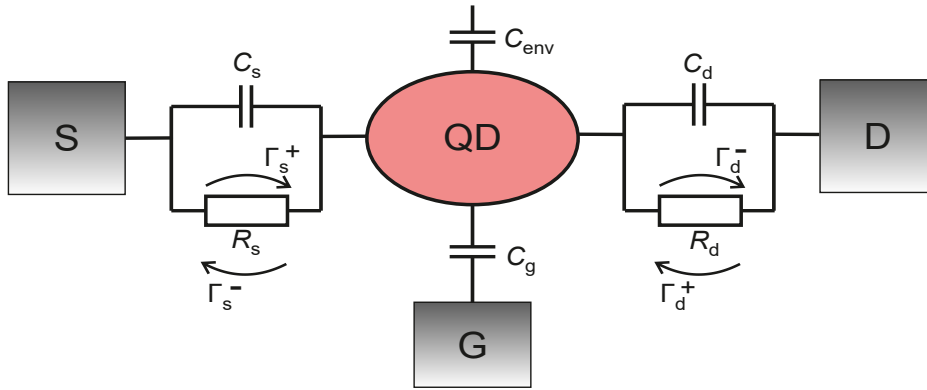 C_env
C_s
C_d
S
QD
D
Γ_s^+
Γ_d^-
R_s
R_d
C_g
Γ_s^-
Γ_d^+
G